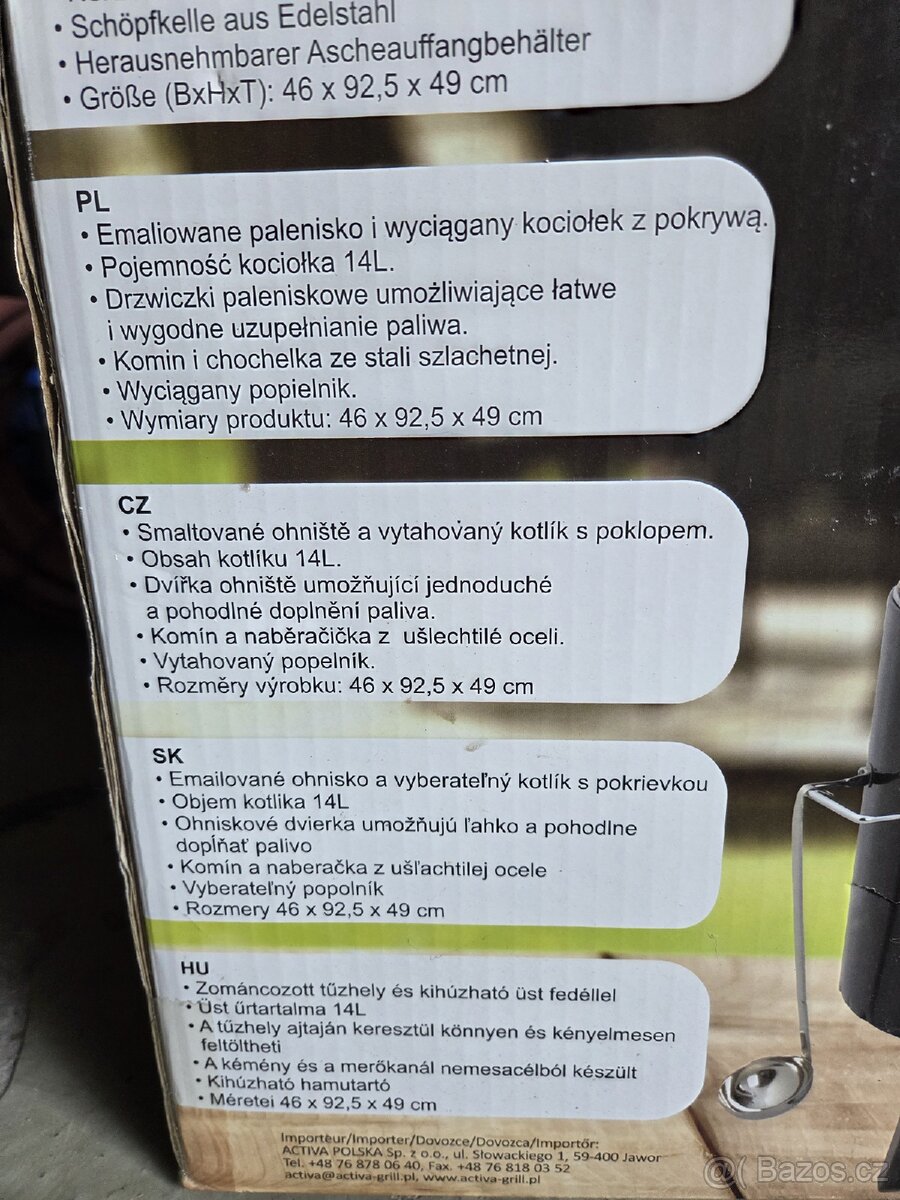 • Schöpfkelle aus Edelstahl
• Herausnehmbarer Ascheauffangbehälter
• Größe (BxHxT): 46 x 92,5 x 49 cm
PL
• Emaliowane palenisko i wyciągany kociołek z pokrywą.
• Pojemność kociołka 14L.
• Drzwiczki paleniskowe umożliwiające łatwe
i wygodne uzupełnianie paliwa.
• Komin i chochelka ze stali szlachetnej.
• Wyciągany popielnik.
• Wymiary produktu: 46 x 92,5 x 49 cm
CZ
• Smaltované ohniště a vytahovaný kotlík s poklopem.
• Obsah kotlíku 14L.
• Dvířka ohniště umožňující jednoduché
a pohodlné doplnění paliva.
• Komín a naběračička z ušlechtilé oceli.
• Vytahovaný popelník.
• Rozměry výrobku: 46 x 92,5 x 49 cm
SK
• Emailované ohnisko a vyberateľný kotlík s pokrievkou
• Objem kotlika 14L
• Ohniskové dvierka umožňujú ľahko a pohodlne
dopĺňať palivo
• Komín a naberačka z ušľachtilej ocele
• Vyberateľný popolník
• Rozmery 46 x 92,5 x 49 cm
HU
• Zománcozott tűzhely és kihúzható üst fedéllel
• Üst űrtartalma 14L
• A tűzhely ajtaján keresztül könnyen és kényelmesen
feltöltheti
• A kémény és a merőkanál nemesacélból készült
• Kihúzható hamutartó
• Méretei 46 x 92,5 x 49 cm
Importeur/Importer/Dovozce/Dovozca/Importőr:
ACTIVA POLSKA Sp. z o.o., ul. Słowackiego 1, 59-400 Jawor
Tel. +48 76 878 06 40, Fax. +48 76 818 03 52
activa@activa-grill.pl, www.activa-grill.pl
Bazos.cz